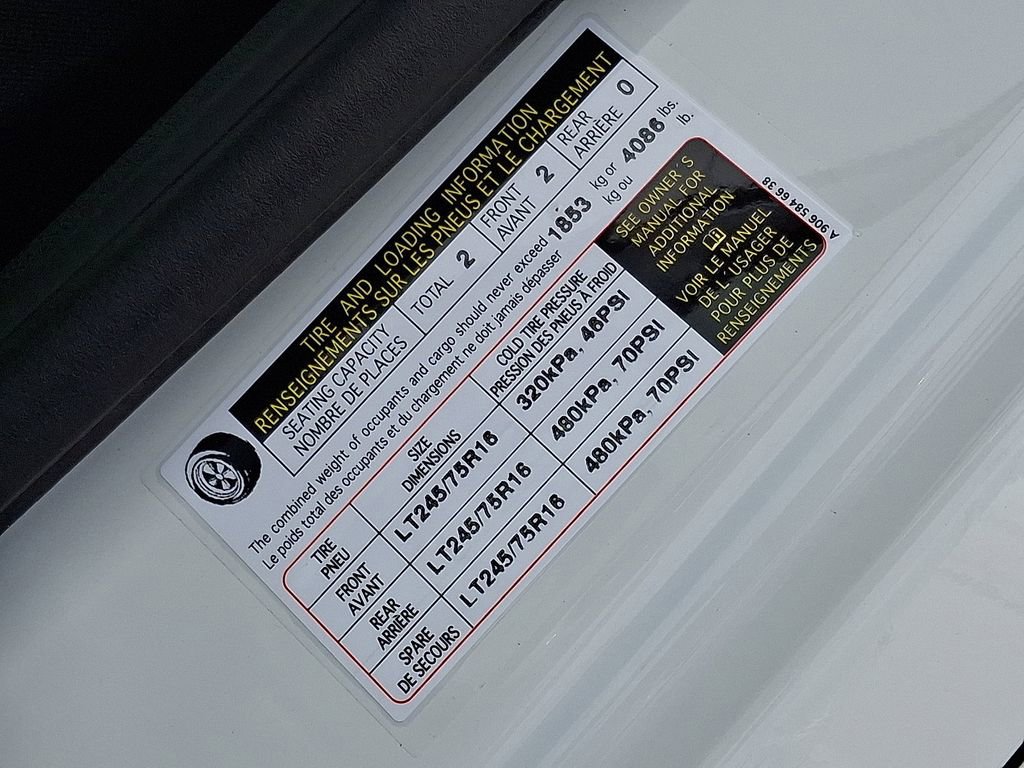 TIRE AND LOADING INFORMATION
RENSEIGNEMENTS SUR LES PNEUS ET LE CHARGEMENT
SEATING CAPACITY
NOMBRE DE PLACES
TOTAL 2
FRONT
AVANT 2
REAR
ARRIÈRE 0
The combined weight of occupants and cargo should never exceed 1853 kg or 4086 lbs.
Le poids total des occupants et du chargement ne doit jamais dépasser kg ou lb.
TIRE
PNEU
SIZE
DIMENSIONS
COLD TIRE PRESSURE
PRESSION DES PNEUS À FROID
FRONT
AVANT
LT245/75R16
320kPa, 46PSI
REAR
ARRIÈRE
LT245/75R16
480kPa, 70PSI
SPARE
DE SECOURS
LT245/75R16
480kPa, 70PSI
SEE OWNER´S
MANUAL FOR
ADDITIONAL
INFORMATION
VOIR LE MANUEL
DE L´USAGER
POUR PLUS DE
RENSEIGNEMENTS
A 906 584 66 38